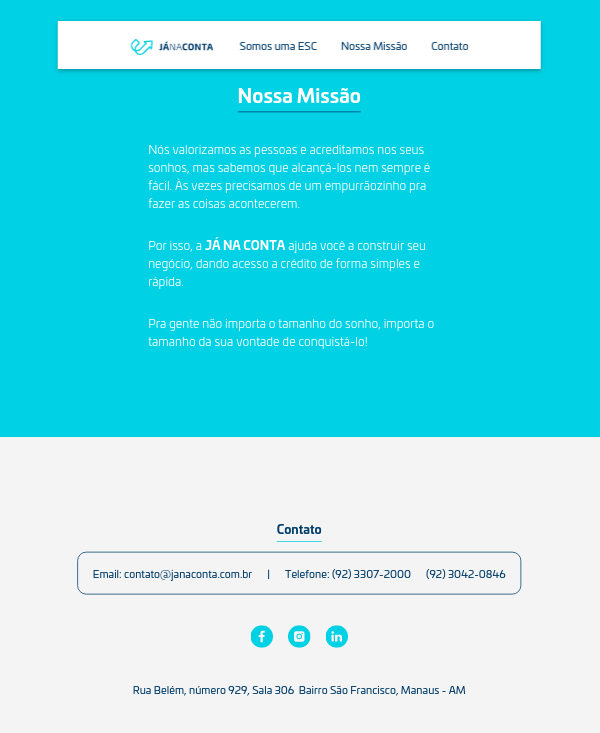 JÁNACONTA Somos uma ESC Nossa Missão Contato
Nossa Missão
Nós valorizamos as pessoas e acreditamos nos seus
sonhos, mas sabemos que alcançá-los nem sempre é
fácil. Às vezes precisamos de um empurrãozinho pra
fazer as coisas acontecerem.
Por isso, a JÁ NA CONTA ajuda você a construir seu
negócio, dando acesso a crédito de forma simples e
rápida.
Pra gente não importa o tamanho do sonho, importa o
tamanho da sua vontade de conquistá-lo!
Contato
Email: contato@janaconta.com.br | Telefone: (92) 3307-2000 (92) 3042-0846
Rua Belém, número 929, Sala 306 Bairro São Francisco, Manaus - AM